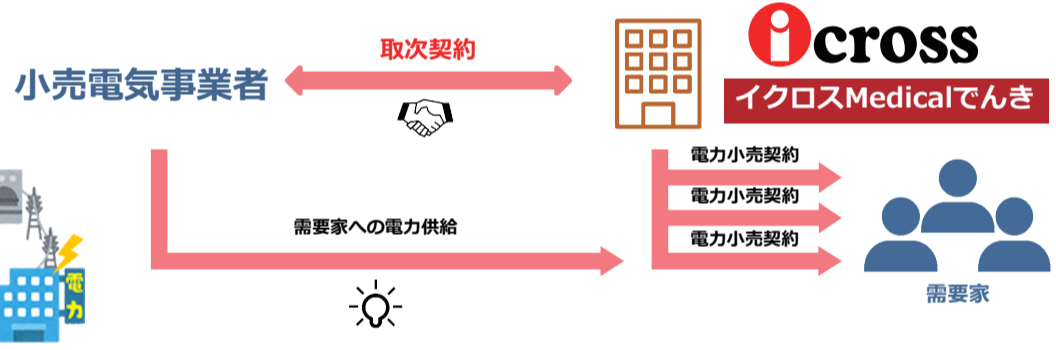 取次契約
小売電気事業者
icross
イクロスMedicalでんき
電力小売契約
電力小売契約
電力小売契約
需要家への電力供給
電力
需要家